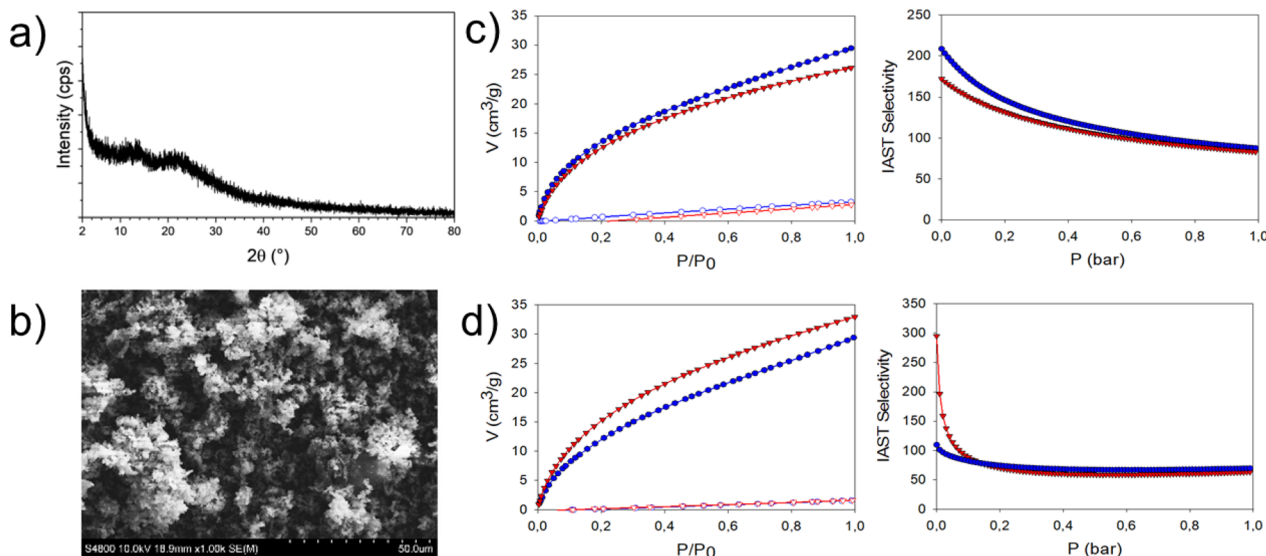 a)
Intensity (cps)
2 10 20 30 40 50 60 70 80
2θ (°)
b)
S4800 10.0kV 18.9mm x1.00k SE(M)
50.0um
c)
V (cm³/g)
35
30
25
20
15
10
5
0
0,0 0,2 0,4 0,6 0,8 1,0
P/P₀
IAST Selectivity
250
200
150
100
50
0
0,0 0,2 0,4 0,6 0,8 1,0
P (bar)
d)
V (cm³/g)
35
30
25
20
15
10
5
0
0,0 0,2 0,4 0,6 0,8 1,0
P/P₀
IAST Selectivity
350
300
250
200
150
100
50
0
0,0 0,2 0,4 0,6 0,8 1,0
P (bar)